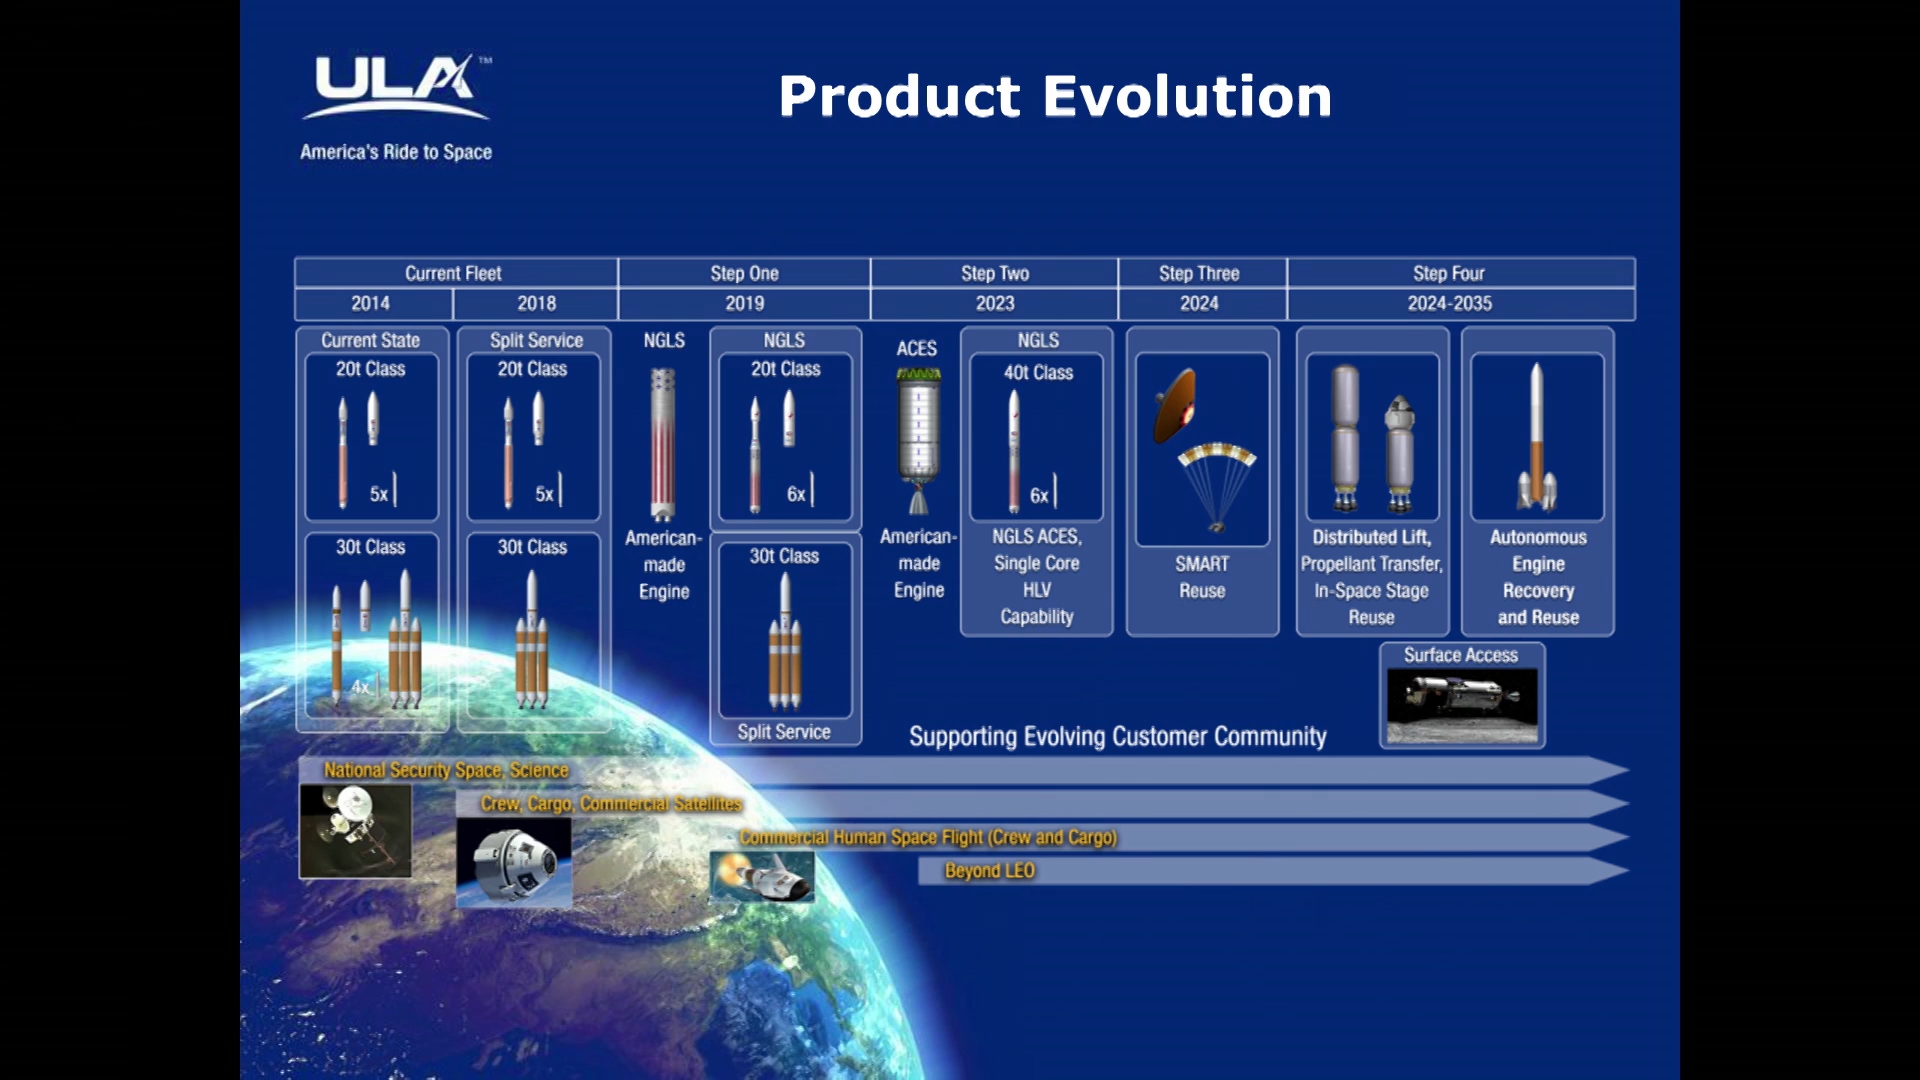 ULA™
America's Ride to Space
Product Evolution
Current Fleet
Step One
Step Two
Step Three
Step Four
2014
2018
2019
2023
2024
2024-2035
Current State
20t Class
5x
30t Class
4x
Split Service
20t Class
5x
30t Class
NGLS
American-
made
Engine
NGLS
20t Class
6x
30t Class
Split Service
ACES
American-
made
Engine
NGLS
40t Class
6x
NGLS ACES,
Single Core
HLV
Capability
SMART
Reuse
Distributed Lift,
Propellant Transfer,
In-Space Stage
Reuse
Autonomous
Engine
Recovery
and Reuse
Surface Access
Supporting Evolving Customer Community
National Security Space, Science
Crew, Cargo, Commercial Satellites
Commercial Human Space Flight (Crew and Cargo)
Beyond LEO